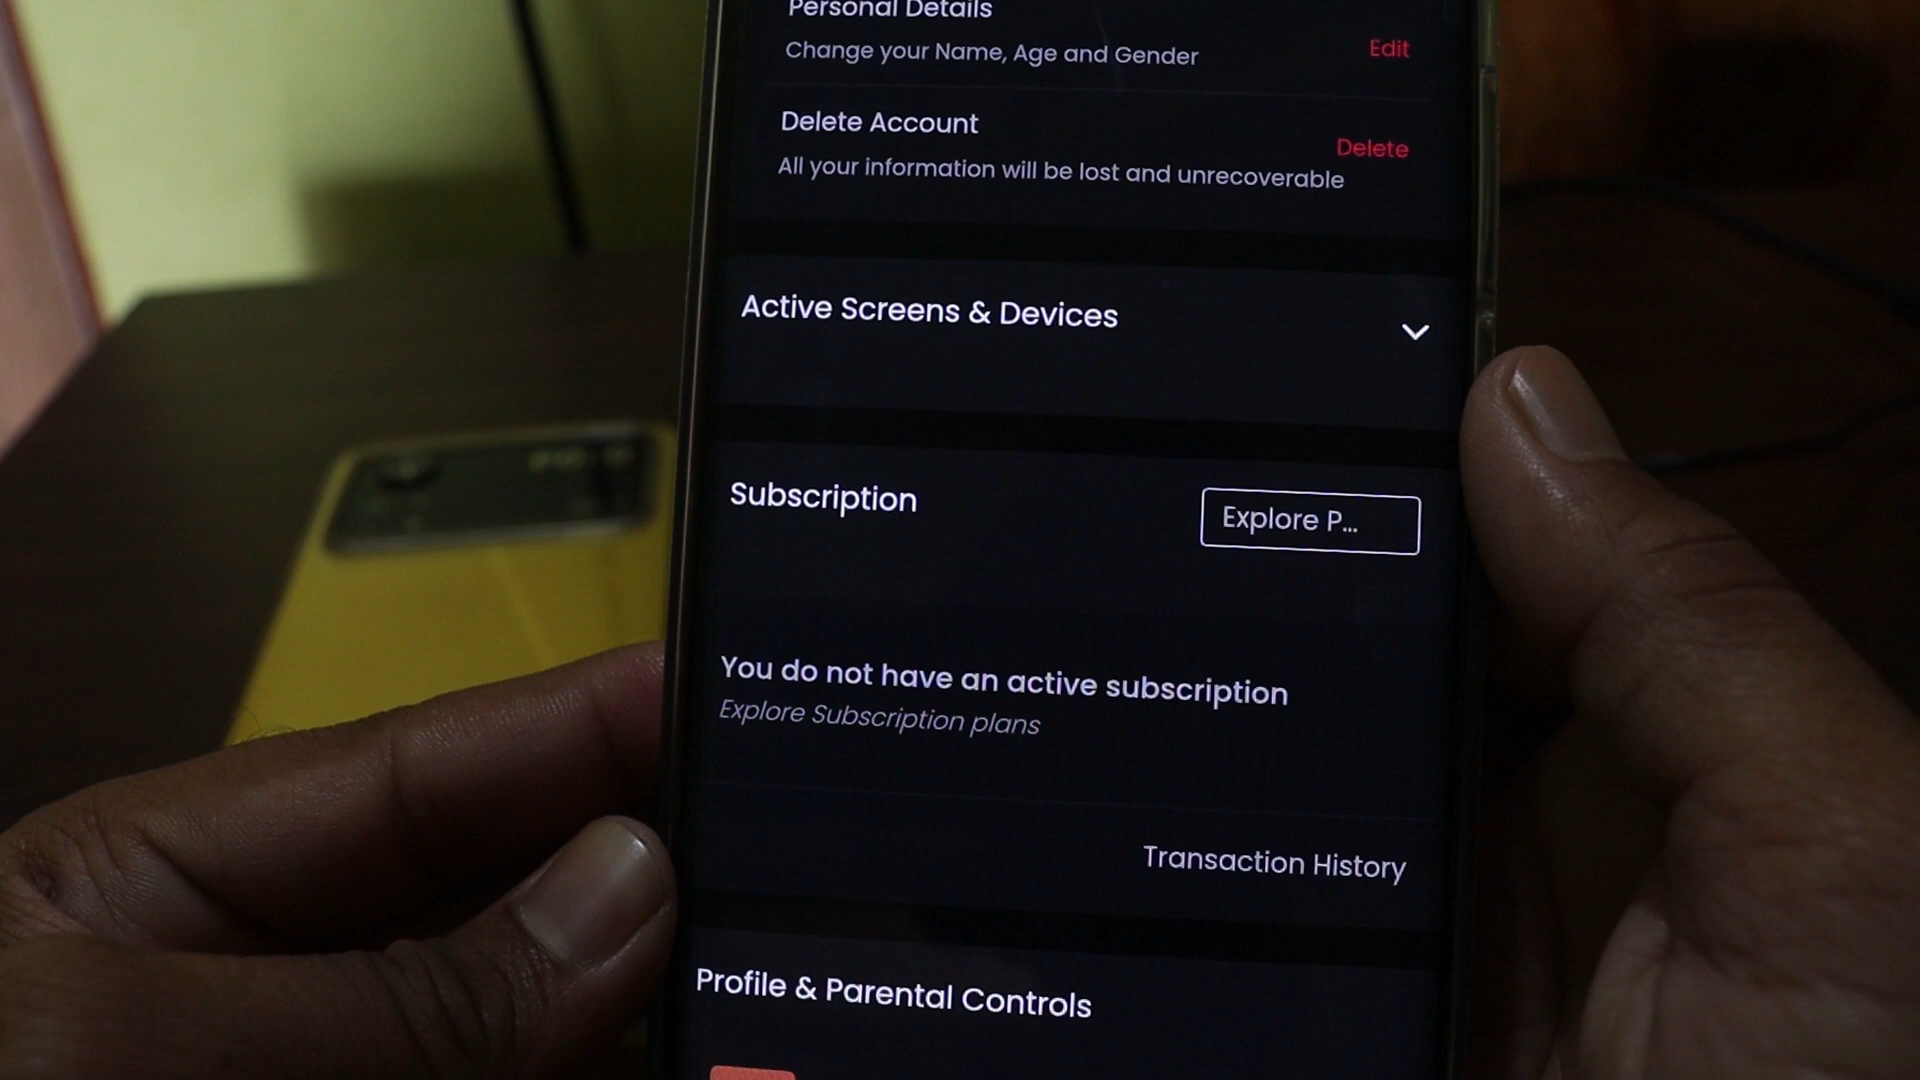 Personal Details
Change your Name, Age and Gender
Edit
Delete Account
Delete
All your information will be lost and unrecoverable
Active Screens & Devices
Subscription
Explore P...
You do not have an active subscription
Explore Subscription plans
Transaction History
Profile & Parental Controls